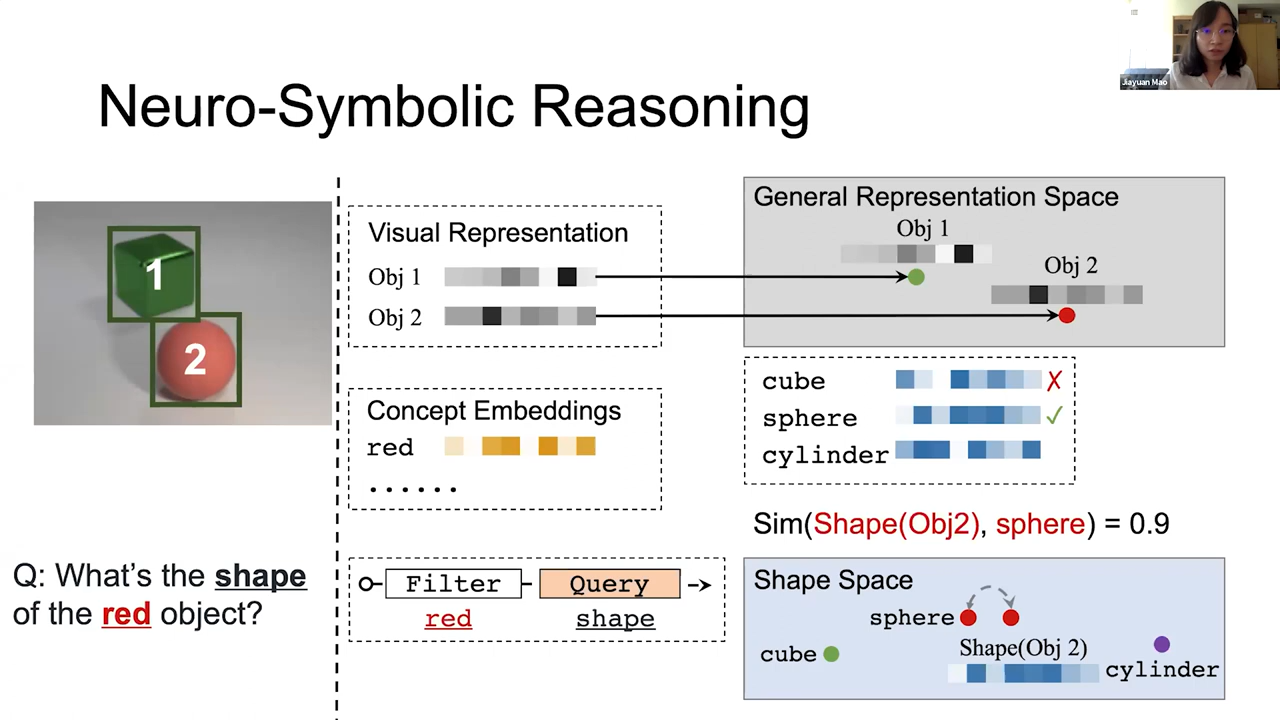 Jiayuan Mao
Neuro-Symbolic Reasoning
1
2
Q: What's the shape
of the red object?
Visual Representation
Obj 1
Obj 2
Concept Embeddings
red
......
Filter
Query
red
shape
General Representation Space
Obj 1
Obj 2
cube ✗
sphere ✓
cylinder
Sim(Shape(Obj2), sphere) = 0.9
Shape Space
sphere
Shape(Obj 2)
cube
cylinder